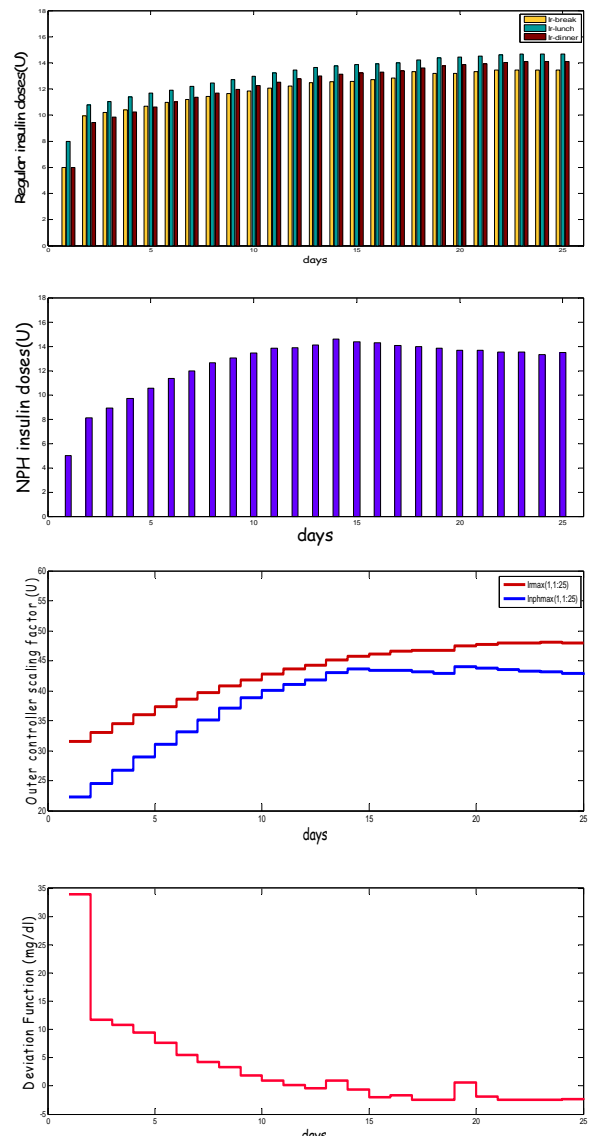 Ir-break
Ir-lunch
Ir-dinner
Regular insulin doses(U)
18
16
14
12
10
8
6
4
2
0
0 5 10 15 20 25
days
NPH insulin doses(U)
18
16
14
12
10
8
6
4
2
0
0 5 10 15 20 25
days
Irmax(1,1:25)
Inphmax(1,1:25)
Outer controller scaling factor (U)
60
55
50
45
40
35
30
25
20
0 5 10 15 20 25
days
Deviation Function (mg/dl)
35
30
25
20
15
10
5
0
-5
0 5 10 15 20 25
days